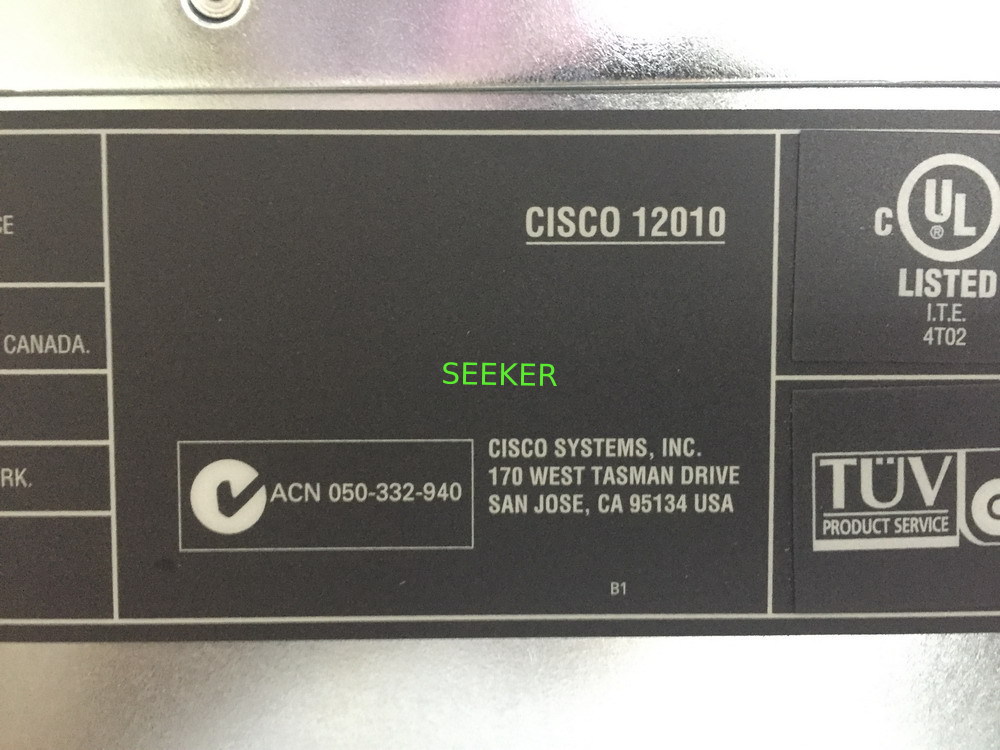 CE
CANADA.
RK.
CISCO 12010
SEEKER
ACN 050-332-940
CISCO SYSTEMS, INC.
170 WEST TASMAN DRIVE
SAN JOSE, CA 95134 USA
B1
C UL ®
LISTED
I.T.E.
4T02
TÜV
PRODUCT SERVICE